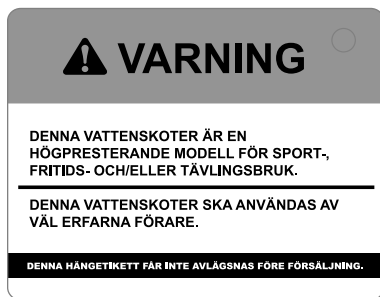 VARNING
DENNA VATTENSKOTER ÄR EN
HÖGPRESTERANDE MODELL FÖR SPORT-,
FRITIDS- OCH/ELLER TÄVLINGSBRUK.
DENNA VATTENSKOTER SKA ANVÄNDAS AV
VÄL ERFARNA FÖRARE.
DENNA HÄNGETIKETT FÅR INTE AVLÄGSNAS FÖRE FÖRSÄLJNING.